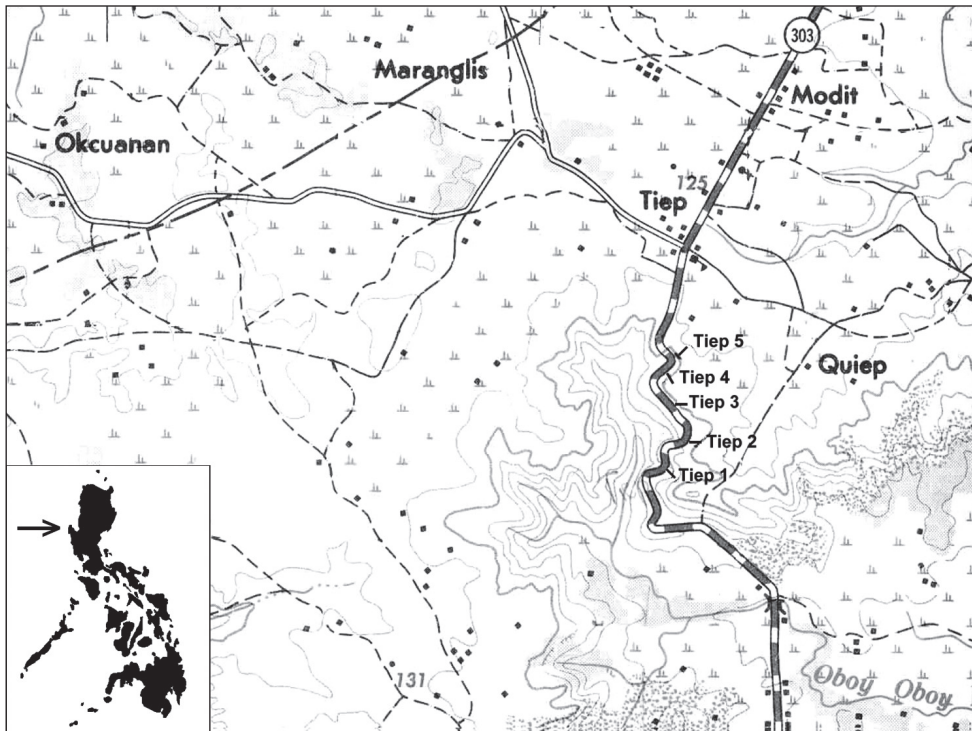 303
Maranglis
Modit
Okcuanan
125
Tiep
Tiep 5
Quiep
Tiep 4
Tiep 3
Tiep 2
Tiep 1
131
Oboy Oboy